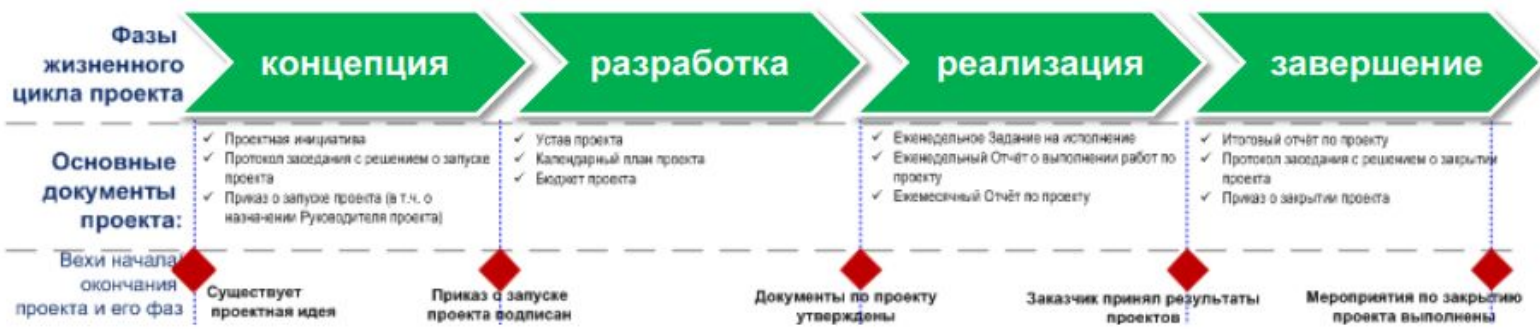 Фазы
жизненного
цикла проекта
концепция
разработка
реализация
завершение
Основные
документы
проекта:
✓ Проектная инициатива
✓ Протокол заседания с решением о запуске
проекта
✓ Приказ о запуске проекта (в т.ч. о
назначении Руководителя проекта)
✓ Устав проекта
✓ Календарный план проекта
✓ Бюджет проекта
✓ Еженедельное Задание на исполнение
✓ Еженедельный Отчёт о выполнении работ по
проекту
✓ Ежемесячный Отчёт по проекту
✓ Итоговый отчёт по проекту
✓ Протокол заседания с решением о закрытии
проекта
✓ Приказ о закрытии проекта
Вехи начала/
окончания
проекта и его фаз
Существует
проектная идея
Приказ о запуске
проекта подписан
Документы по проекту
утверждены
Заказчик принял результаты
проектов
Мероприятия по закрытию
проекта выполнены